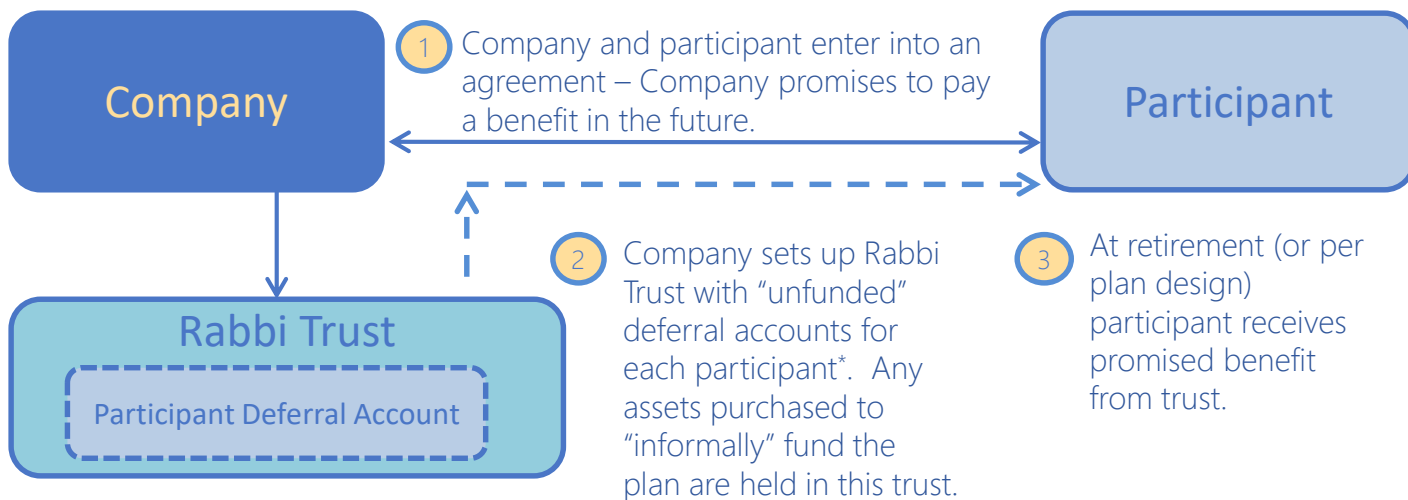 Company
1
Company and participant enter into an
agreement – Company promises to pay
a benefit in the future.
Participant
Rabbi Trust
Participant Deferral Account
2
Company sets up Rabbi
Trust with “unfunded”
deferral accounts for
each participant*. Any
assets purchased to
“informally” fund the
plan are held in this trust.
3
At retirement (or per
plan design)
participant receives
promised benefit
from trust.